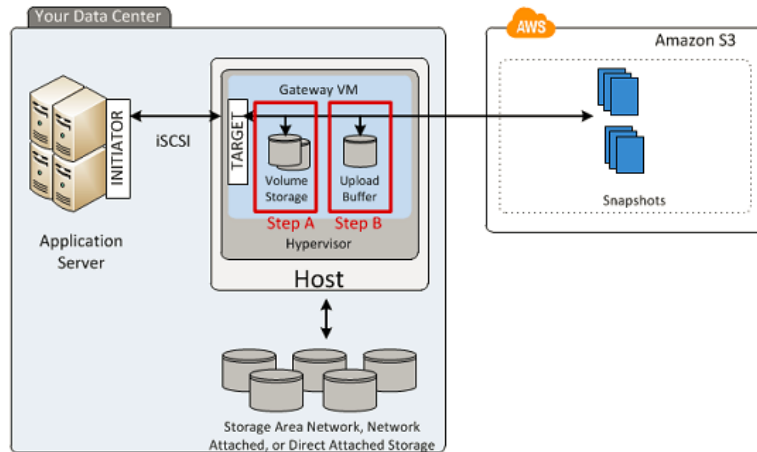 Your Data Center
AWS
Amazon S3
Gateway VM
INITIATOR
iSCSI
TARGET
Volume
Storage
Upload
Buffer
Step A
Step B
Hypervisor
Host
Application
Server
Snapshots
Storage Area Network, Network
Attached, or Direct Attached Storage